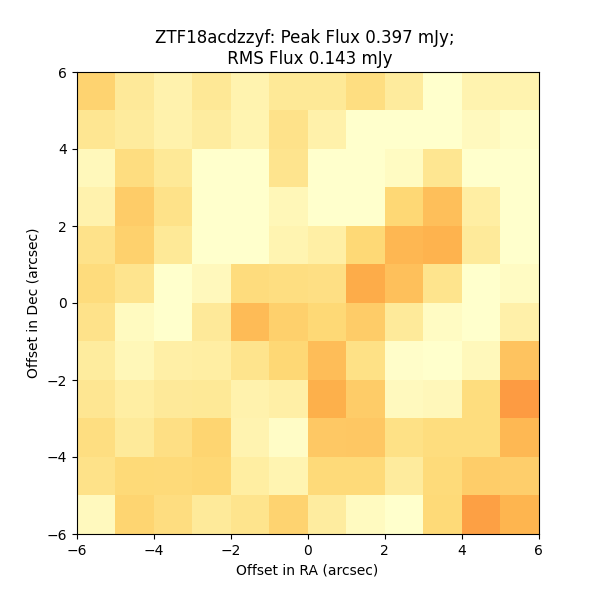 ZTF18acdzzyf: Peak Flux 0.397 mJy;
RMS Flux 0.143 mJy
6
4
2
0
−2
−4
−6
Offset in Dec (arcsec)
−6 −4 −2 0 2 4 6
Offset in RA (arcsec)